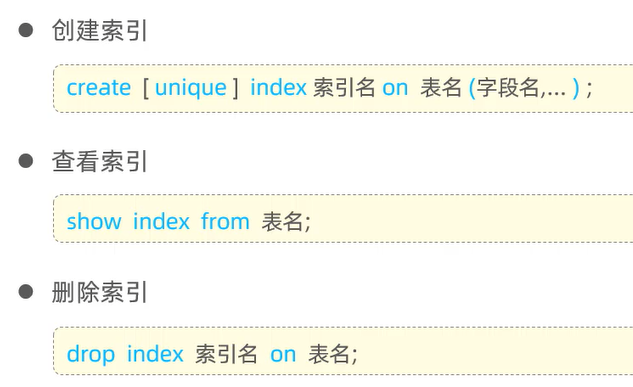 创建索引
create [ unique ] index 索引名 on 表名 (字段名,... ) ;
查看索引
show index from 表名;
删除索引
drop index 索引名 on 表名;